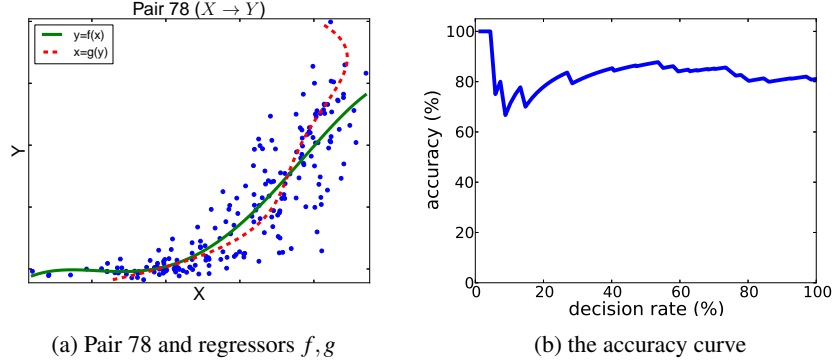 Pair 78 (X → Y)
y=f(x)
x=g(y)
Y
X
(a) Pair 78 and regressors f,g
100
80
60
40
20
0
accuracy (%)
0 20 40 60 80 100
decision rate (%)
(b) the accuracy curve